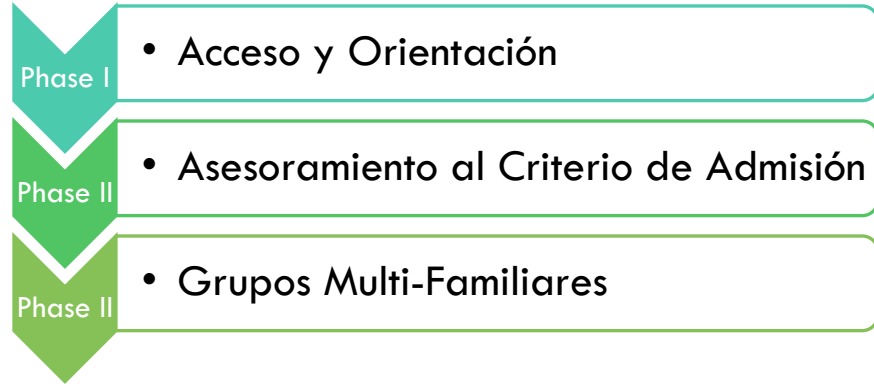 Phase I
• Acceso y Orientación
Phase II
• Asesoramiento al Criterio de Admisión
Phase II
• Grupos Multi-Familiares